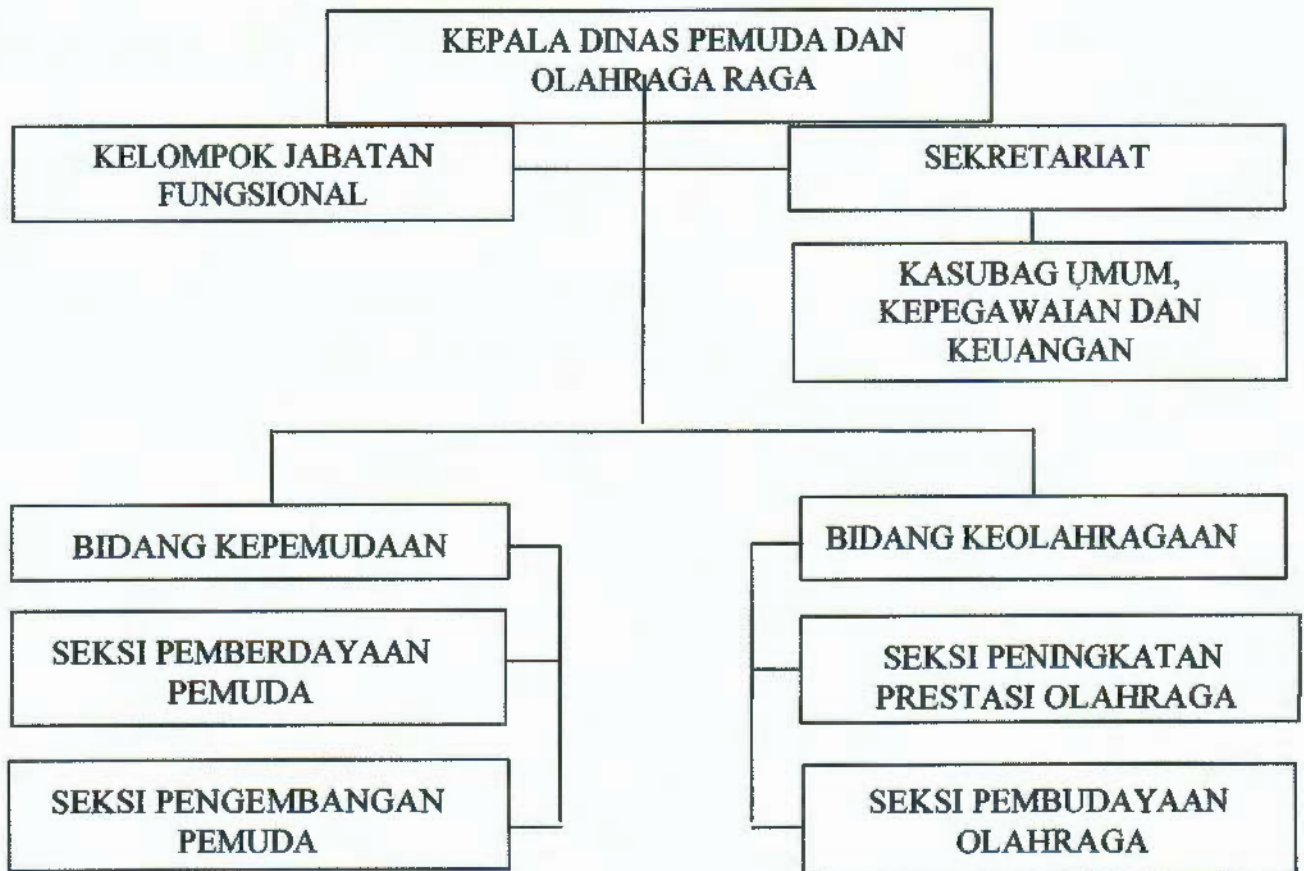 KEPALA DINAS PEMUDA DAN
OLAHRAGA RAGA
KELOMPOK JABATAN
FUNGSIONAL
SEKRETARIAT
KASUBAG UMUM,
KEPEGAWAIAN DAN
KEUANGAN
BIDANG KEPEMUDAAN
SEKSI PEMBERDAYAAN
PEMUDA
SEKSI PENGEMBANGAN
PEMUDA
BIDANG KEOLAHRAGAAN
SEKSI PENINGKATAN
PRESTASI OLAHRAGA
SEKSI PEMBUDAYAAN
OLAHRAGA